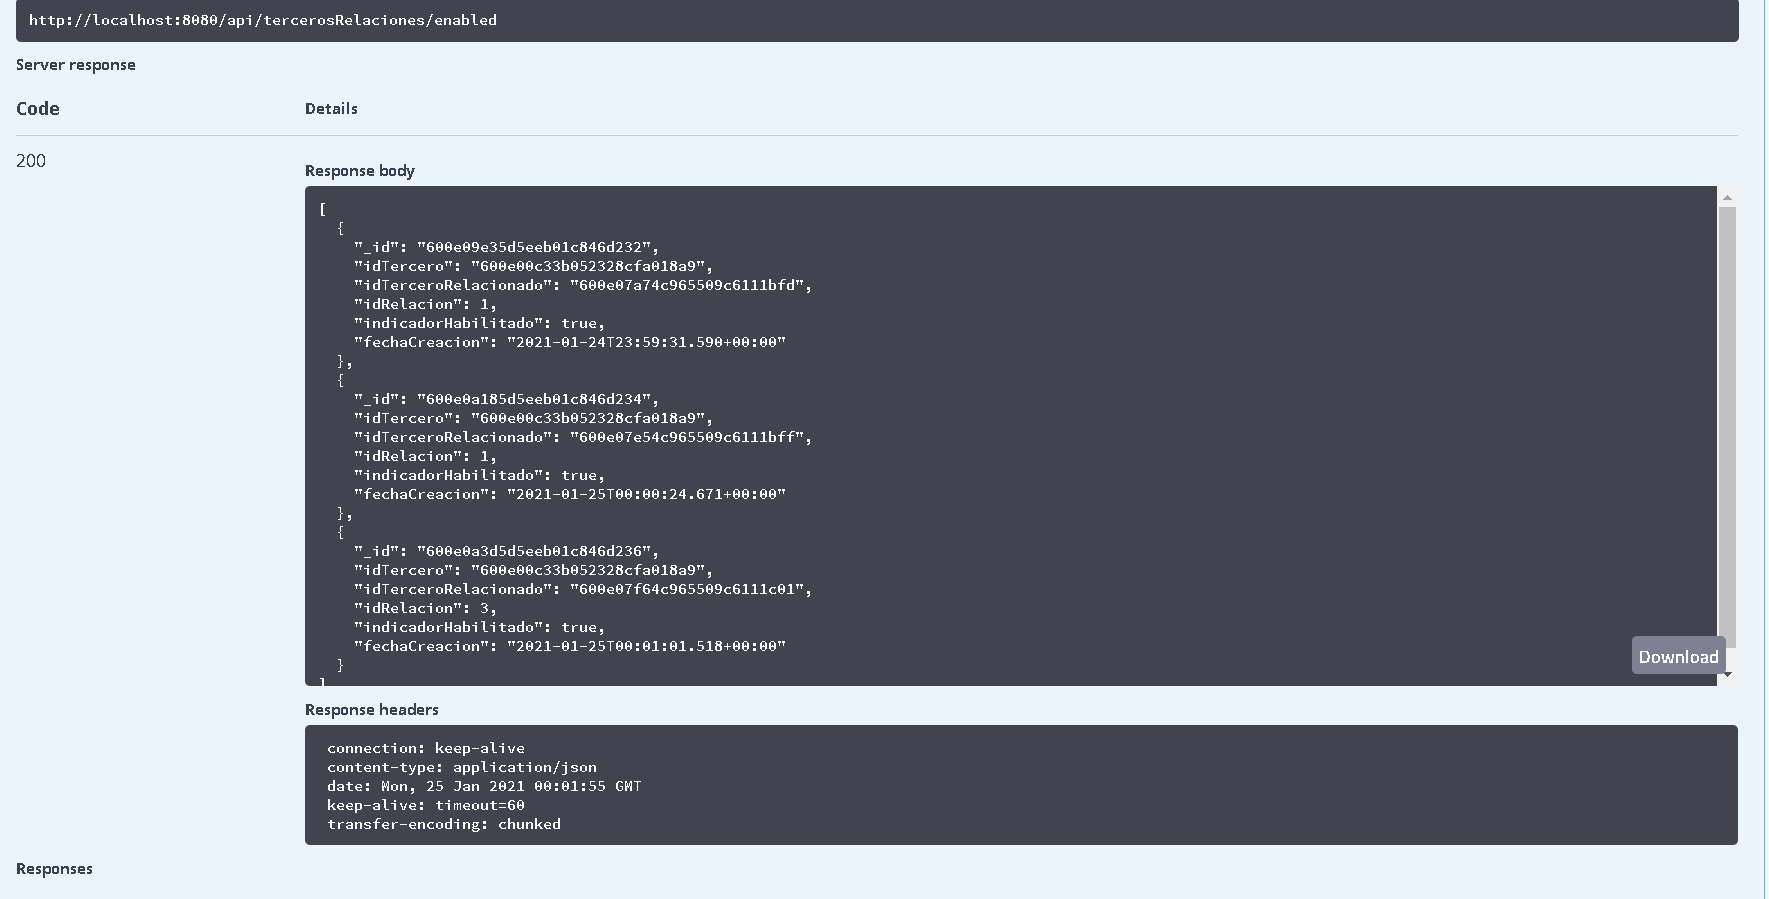 http://localhost:8080/api/tercerosRelaciones/enabled
Server response
Code Details
200
Response body
[
{
"_id": "600e09e35d5eeb01c846d232",
"idTercero": "600e00c33b052328cfa018a9",
"idTerceroRelacionado": "600e07a74c965509c6111bfd",
"idRelacion": 1,
"indicadorHabilitado": true,
"fechaCreacion": "2021-01-24T23:59:31.590+00:00"
},
{
"_id": "600e0a185d5eeb01c846d234",
"idTercero": "600e00c33b052328cfa018a9",
"idTerceroRelacionado": "600e07e54c965509c6111bff",
"idRelacion": 1,
"indicadorHabilitado": true,
"fechaCreacion": "2021-01-25T00:00:24.671+00:00"
},
{
"_id": "600e0a3d5d5eeb01c846d236",
"idTercero": "600e00c33b052328cfa018a9",
"idTerceroRelacionado": "600e07f64c965509c6111c01",
"idRelacion": 3,
"indicadorHabilitado": true,
"fechaCreacion": "2021-01-25T00:01:01.518+00:00"
}
]
Download
Response headers
connection: keep-alive
content-type: application/json
date: Mon, 25 Jan 2021 00:01:55 GMT
keep-alive: timeout=60
transfer-encoding: chunked
Responses